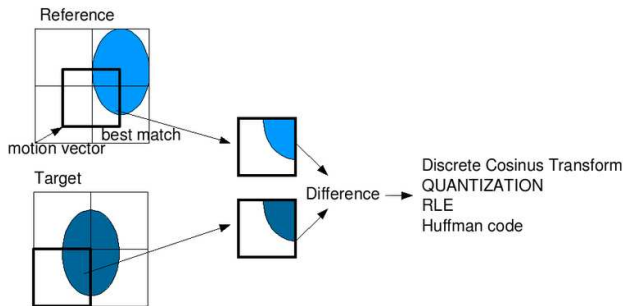 Reference
best match
motion vector
Target
Difference
Discrete Cosinus Transform
QUANTIZATION
RLE
Huffman code